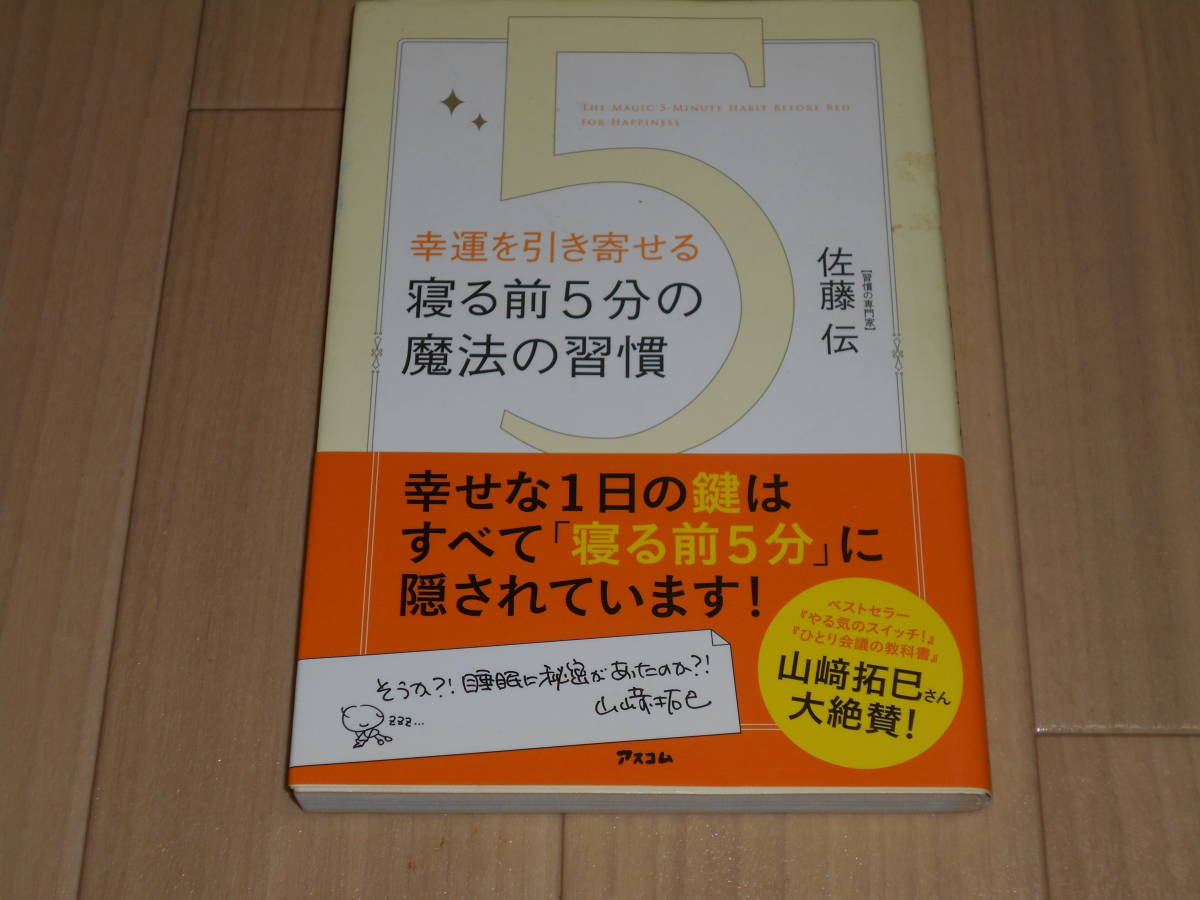 THE MAGIC 5-MINUTE HABIT BEFORE BED
FOR HAPPINESS
5
幸運を引き寄せる
寝る前5分の
魔法の習慣
【習慣の専門家】
佐藤 伝
幸せな1日の鍵は
すべて「寝る前5分」に
隠されています!
ベストセラー
『やる気のスイッチ!』
『ひとり会議の教科書』
山﨑拓巳さん
大絶賛!
そうか?!睡眠に秘密があったのか?!
山﨑拓巳
zzz...
アスコム